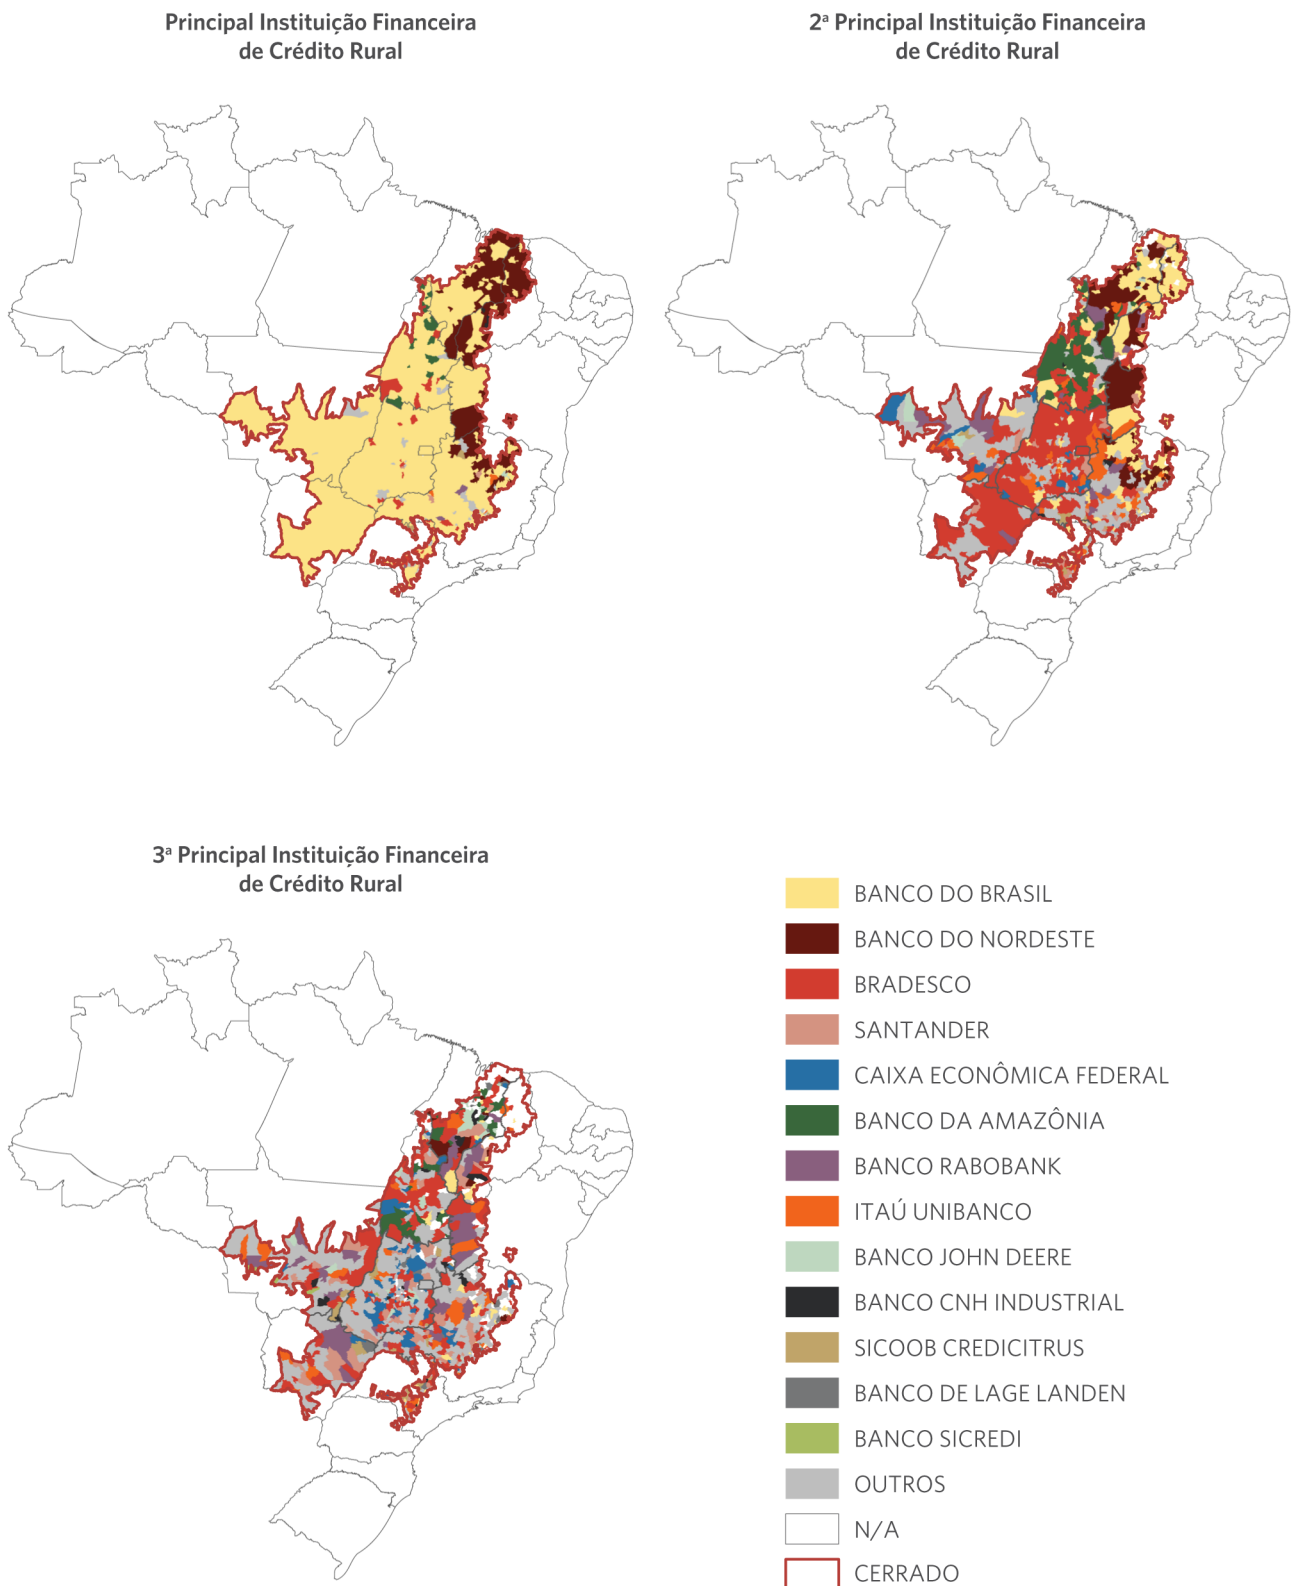 Principal Instituição Financeira
de Crédito Rural
2ª Principal Instituição Financeira
de Crédito Rural
3ª Principal Instituição Financeira
de Crédito Rural
BANCO DO BRASIL
BANCO DO NORDESTE
BRADESCO
SANTANDER
CAIXA ECONÔMICA FEDERAL
BANCO DA AMAZÔNIA
BANCO RABOBANK
ITAÚ UNIBANCO
BANCO JOHN DEERE
BANCO CNH INDUSTRIAL
SICOOB CREDICITRUS
BANCO DE LAGE LANDEN
BANCO SICREDI
OUTROS
N/A
CERRADO